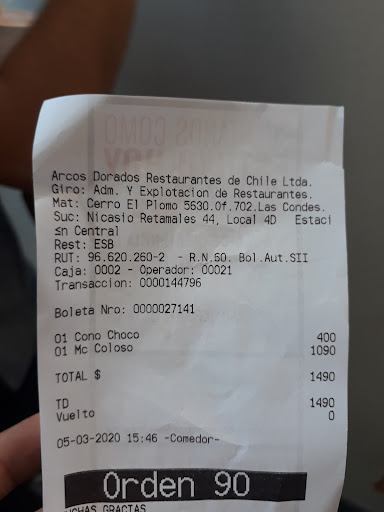 Arcos Dorados Restaurantes de Chile Ltda.
Giro: Adm. Y Explotacion de Restaurantes.
Mat: Cerro El Plomo 5630.Of.702.Las Condes.
Suc: Nicasio Retamales 44, Local 4D Estaci
sn Central
Rest: ESB
RUT: 96.620.260-2 - R.N.60. Bol.Aut.SII
Caja: 0002 - Operador: 00021
Transaccion: 0000144796
Boleta Nro: 0000027141
01 Cono Choco 400
01 Mc Coloso 1090
TOTAL $ 1490
TD 1490
Vuelto 0
05-03-2020 15:46 -Comedor-
Orden 90
GRACIAS